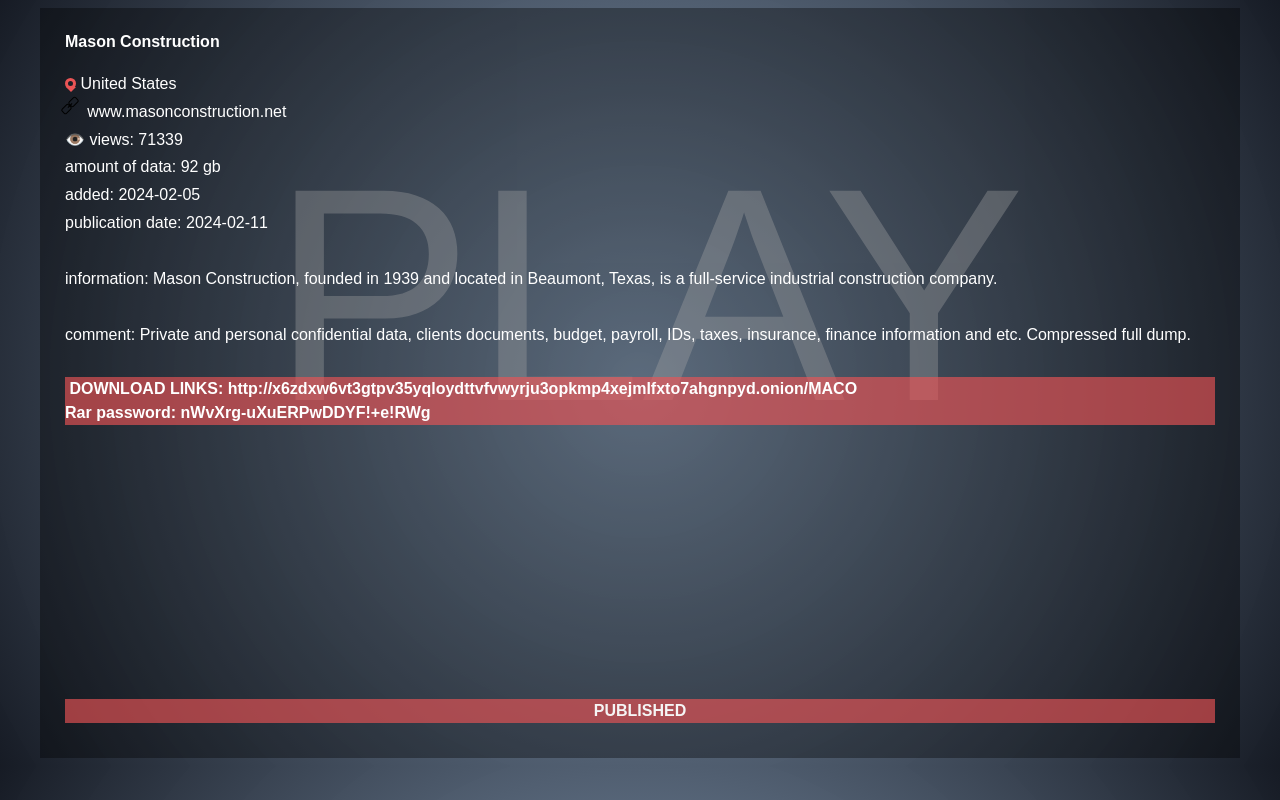 PLAY
Mason Construction
United States
www.masonconstruction.net
views: 71339
amount of data: 92 gb
added: 2024-02-05
publication date: 2024-02-11
information: Mason Construction, founded in 1939 and located in Beaumont, Texas, is a full-service industrial construction company.
comment: Private and personal confidential data, clients documents, budget, payroll, IDs, taxes, insurance, finance information and etc. Compressed full dump.
DOWNLOAD LINKS: http://x6zdxw6vt3gtpv35yqloydttvfvwyrju3opkmp4xejmlfxto7ahgnpyd.onion/MACO
Rar password: nWvXrg-uXuERPwDDYF!+e!RWg
PUBLISHED